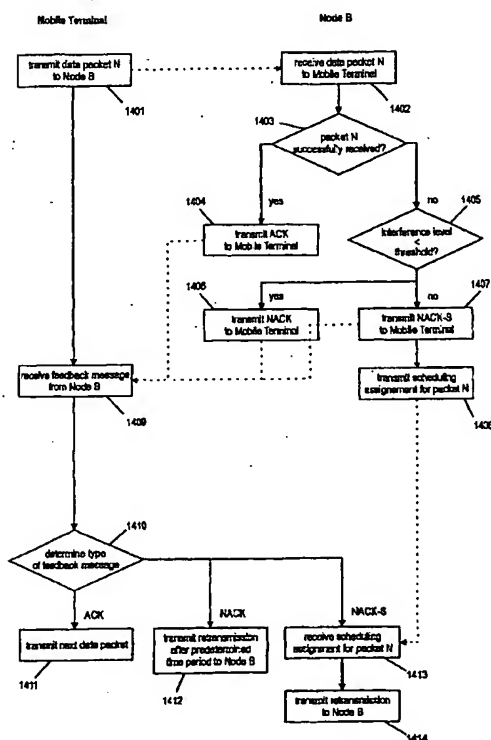 Mobile Terminal
Node B
transmit data packet N
to Node B
1401
receive data packet N
to Mobile Terminal
1402
1403
packet N
successfully received?
yes
no
1404
transmit ACK
to Mobile Terminal
1405
interference level
<
threshold?
1406
yes
no
1407
transmit NACK
to Mobile Terminal
transmit NACK-S
to Mobile Terminal
receive feedback message
from Node B
1409
transmit scheduling
assignment for packet N
1408
1410
determine type
of feedback message
ACK
NACK
NACK-S
transmit next data packet
1411
transmit retransmission
after predetermined
time period to Node B
1412
receive scheduling
assignment for packet N
1413
transmit retransmission
to Node B
1414